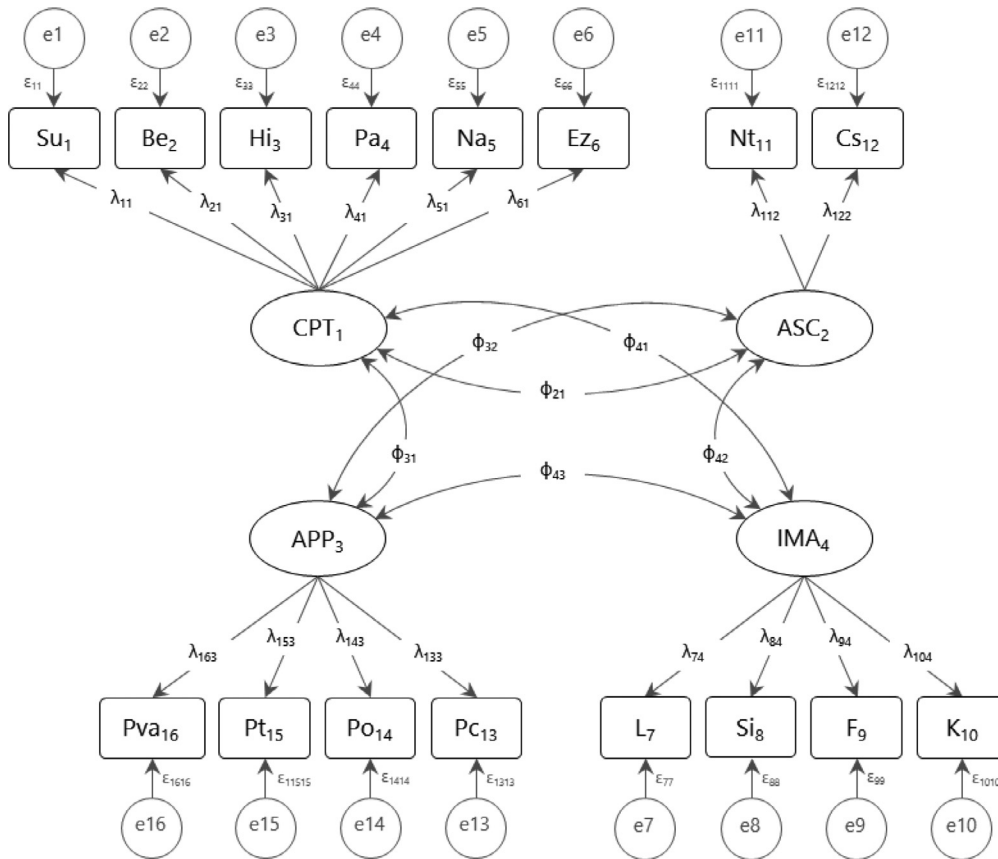 e1 e2 e3 e4 e5 e6 e11 e12
ε₁₁ ε₂₂ ε₃₃ ε₄₄ ε₅₅ ε₆₆ ε₁₁₁₁ ε₁₂₁₂
Su₁ Be₂ Hi₃ Pa₄ Na₅ Ez₆ Nt₁₁ Cs₁₂
λ₁₁ λ₂₁ λ₃₁ λ₄₁ λ₅₁ λ₆₁ λ₁₁₂ λ₁₂₂
CPT₁ ASC₂
ϕ₃₂ ϕ₄₁
ϕ₂₁
ϕ₃₁ ϕ₄₃ ϕ₄₂
APP₃ IMA₄
λ₁₆₃ λ₁₅₃ λ₁₄₃ λ₁₃₃ λ₇₄ λ₈₄ λ₉₄ λ₁₀₄
Pva₁₆ Pt₁₅ Po₁₄ Pc₁₃ L₇ Si₈ F₉ K₁₀
ε₁₆₁₆ ε₁₁₅₁₅ ε₁₄₁₄ ε₁₃₁₃ ε₇₇ ε₈₈ ε₉₉ ε₁₀₁₀
e16 e15 e14 e13 e7 e8 e9 e10